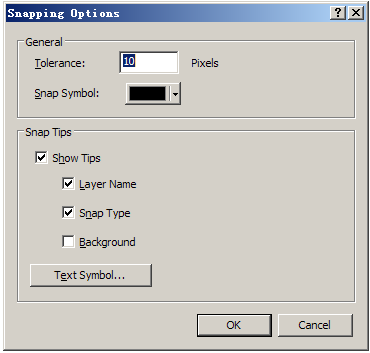 Snapping Options
General
Tolerance: 10 Pixels
Snap Symbol:
Snap Tips
Show Tips
Layer Name
Snap Type
Background
Text Symbol...
OK Cancel